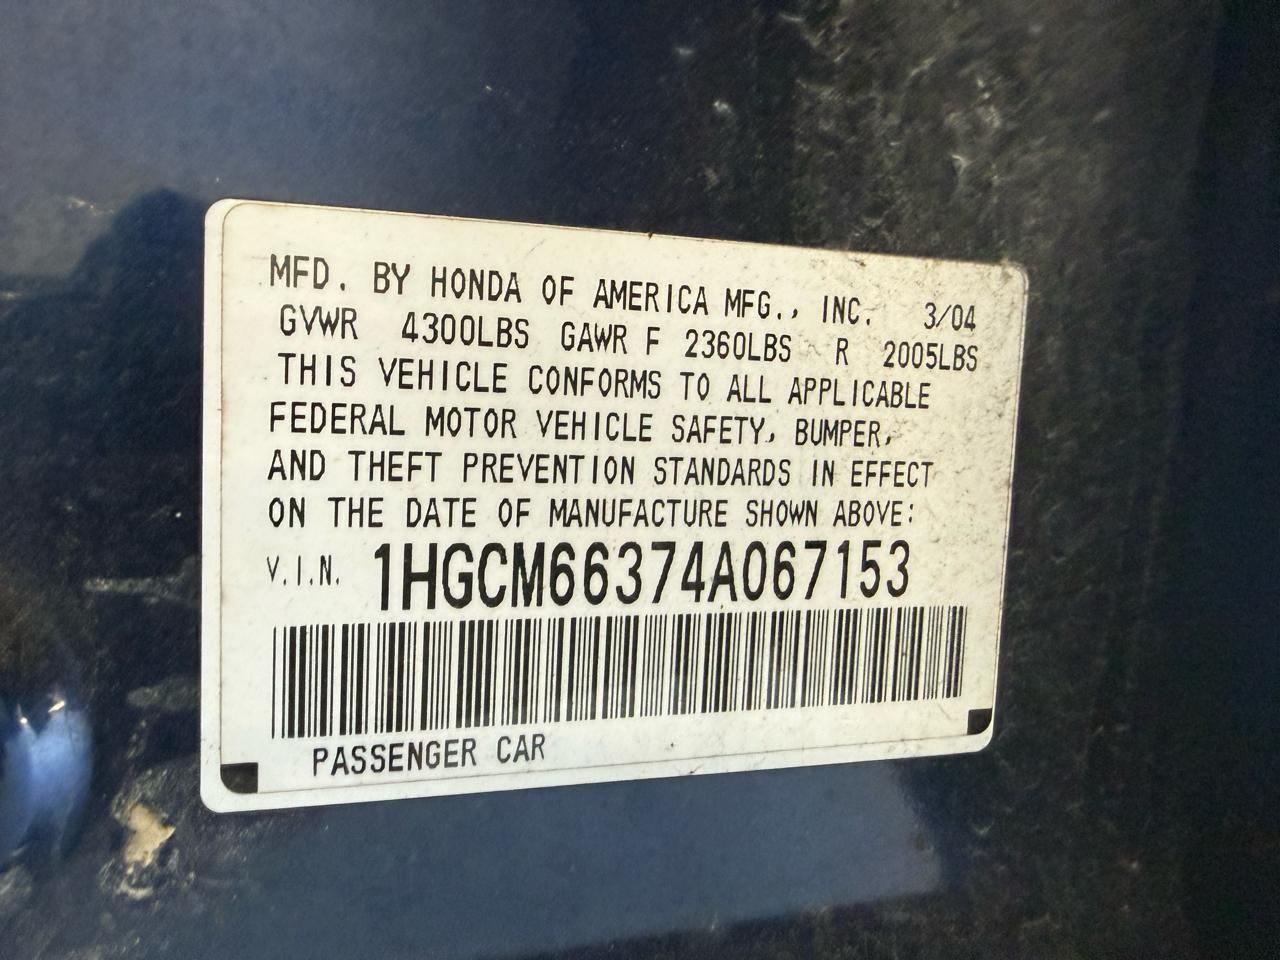 MFD. BY HONDA OF AMERICA MFG., INC. 3/04
GVWR 4300LBS GAWR F 2360LBS R 2005LBS
THIS VEHICLE CONFORMS TO ALL APPLICABLE
FEDERAL MOTOR VEHICLE SAFETY, BUMPER,
AND THEFT PREVENTION STANDARDS IN EFFECT
ON THE DATE OF MANUFACTURE SHOWN ABOVE:
V.I.N. 1HGCM66374A067153
PASSENGER CAR